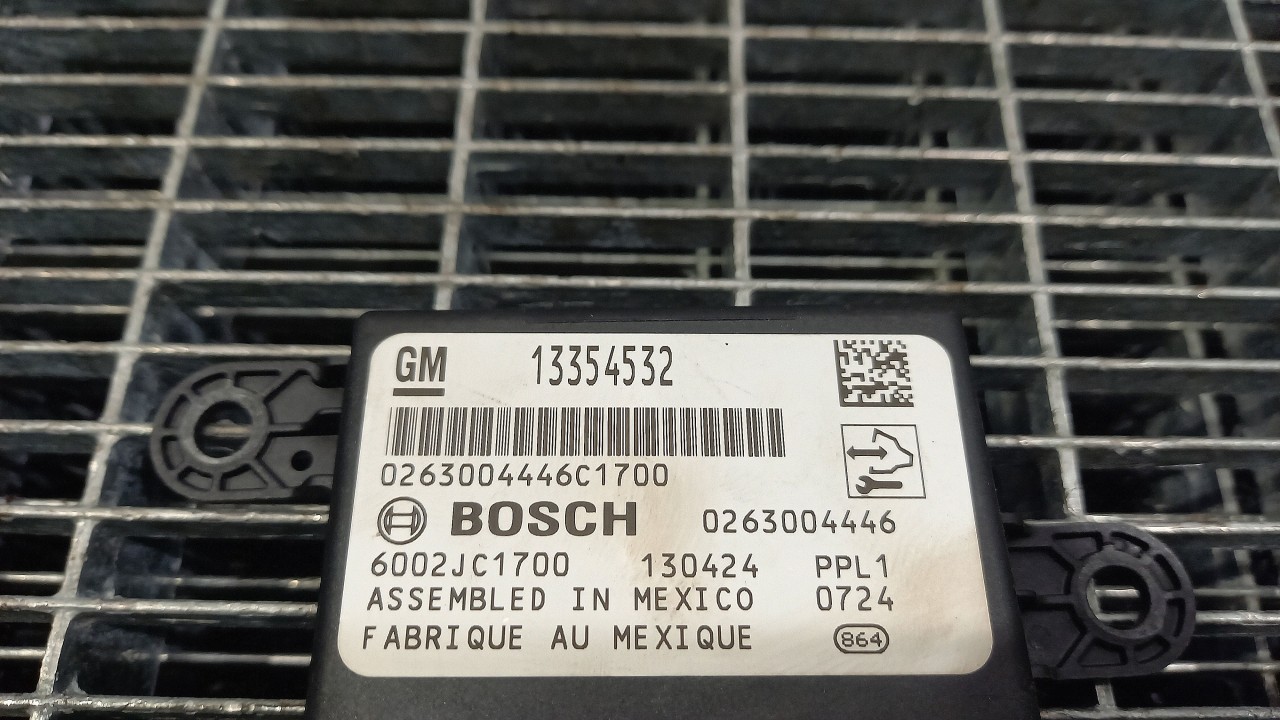 GM 13354532
0263004446C1700
BOSCH 0263004446
6002JC1700 130424 PPL1
ASSEMBLED IN MEXICO 0724
FABRIQUE AU MEXIQUE 864